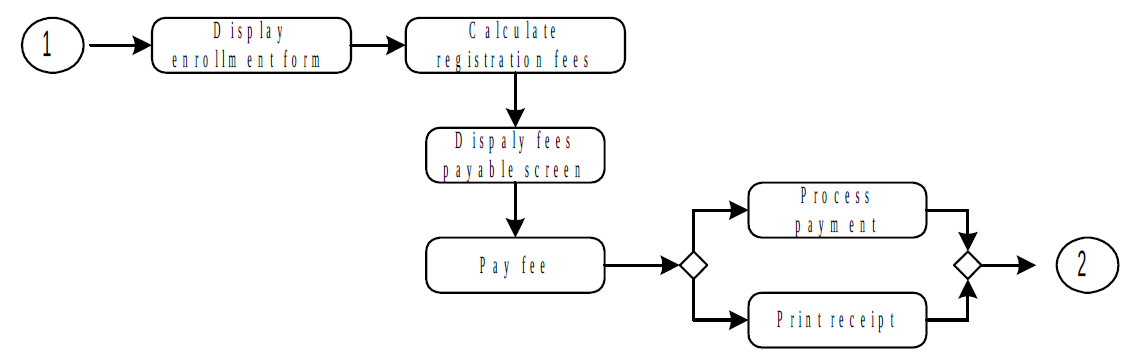 1
Display
enrollment form
Calculate
registration fees
Dispaly fees
payable screen
Pay fee
Process
payment
Print receipt
2